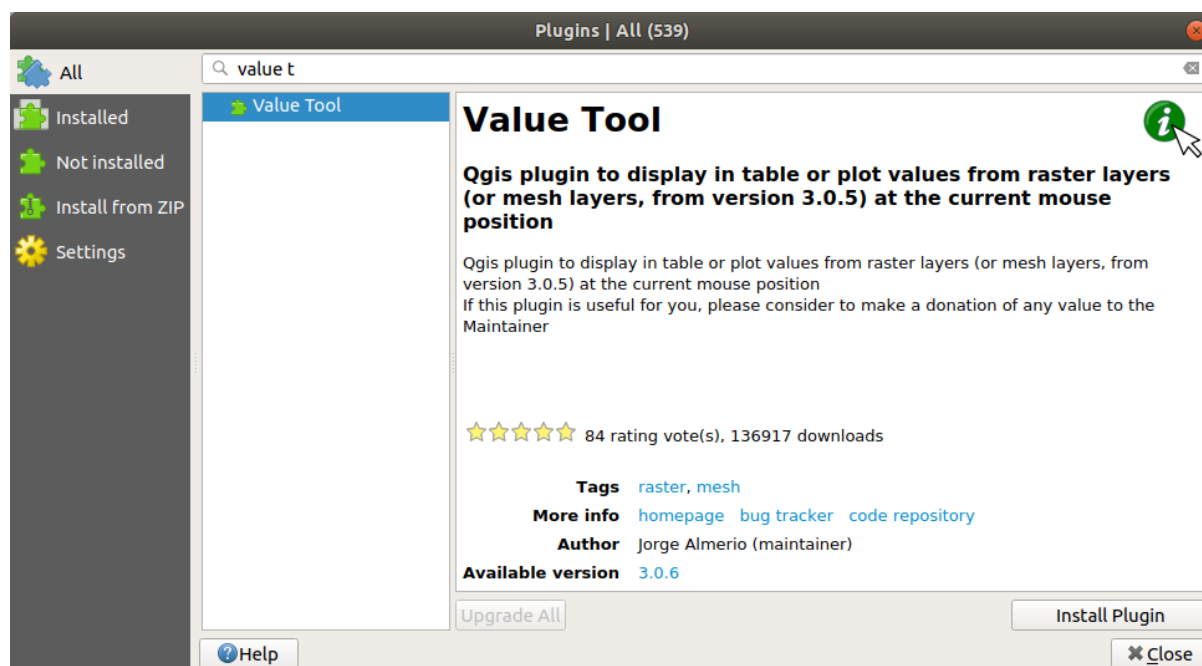 Plugins | All (539)
All
Installed
Not installed
Install from ZIP
Settings
value t
Value Tool
Value Tool
Qgis plugin to display in table or plot values from raster layers
(or mesh layers, from version 3.0.5) at the current mouse
position
Qgis plugin to display in table or plot values from raster layers (or mesh layers, from
version 3.0.5) at the current mouse position
If this plugin is useful for you, please consider to make a donation of any value to the
Maintainer
84 rating vote(s), 136917 downloads
Tags raster, mesh
More info homepage bug tracker code repository
Author Jorge Almerio (maintainer)
Available version 3.0.6
Upgrade All
Install Plugin
Help
Close